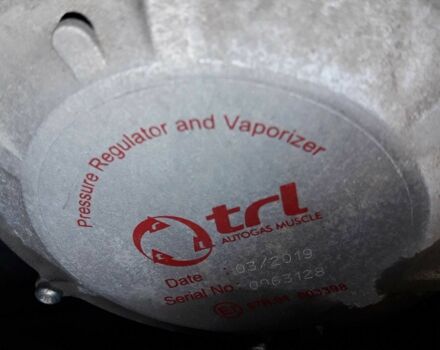 Pressure Regulator and Vaporizer
trl
AUTOGAS MUSCLE
Date : 03/2019
Serial No: 0963128